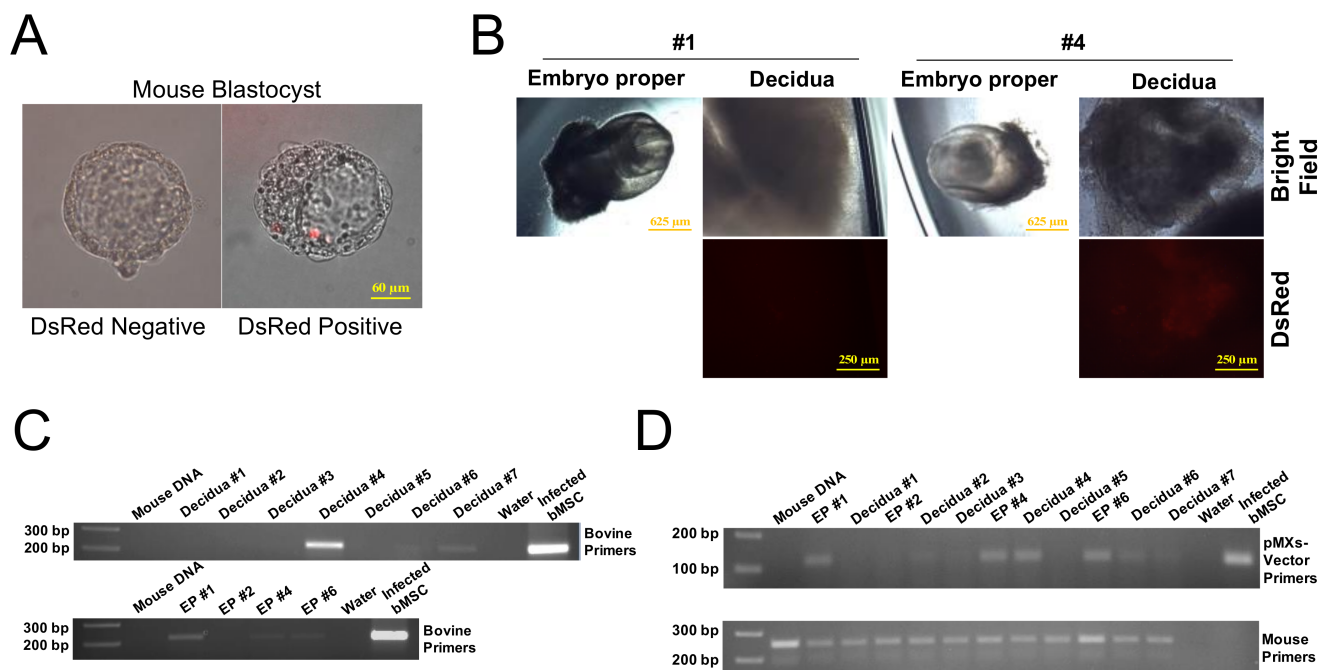 A
Mouse Blastocyst
60 µm
DsRed Negative
DsRed Positive
B
#1
#4
Embryo proper
Decidua
Embryo proper
Decidua
625 µm
625 µm
Bright
Field
250 µm
250 µm
DsRed
C
Mouse DNA
Decidua #1
Decidua #2
Decidua #3
Decidua #4
Decidua #5
Decidua #6
Decidua #7
Water
Infected
bMSC
300 bp
200 bp
Bovine
Primers
Mouse DNA
EP #1
EP #2
EP #4
EP #6
Water
Infected
bMSC
300 bp
200 bp
Bovine
Primers
D
Mouse DNA
EP #1
Decidua #1
EP #2
Decidua #2
Decidua #3
EP #4
Decidua #4
Decidua #5
EP #6
Decidua #6
Decidua #7
Water
Infected
bMSC
200 bp
100 bp
pMXs-
Vector
Primers
300 bp
200 bp
Mouse
Primers